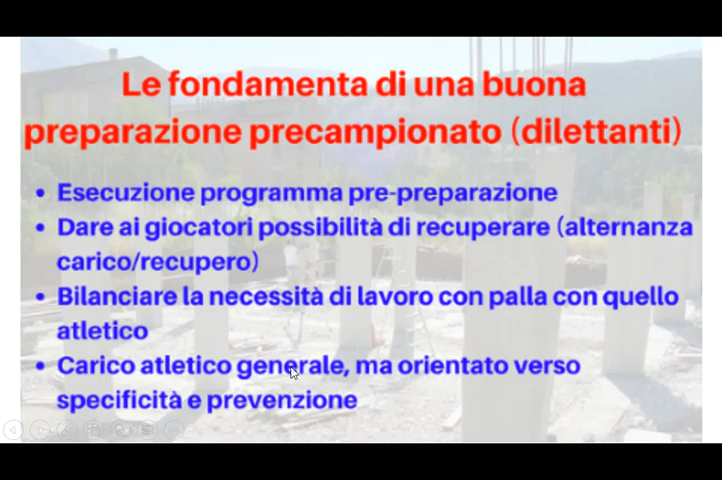 Le fondamenta di una buona
preparazione precampionato (dilettanti)
• Esecuzione programma pre-preparazione
• Dare ai giocatori possibilità di recuperare (alternanza
carico/recupero)
• Bilanciare la necessità di lavoro con palla con quello
atletico
• Carico atletico generale, ma orientato verso
specificità e prevenzione